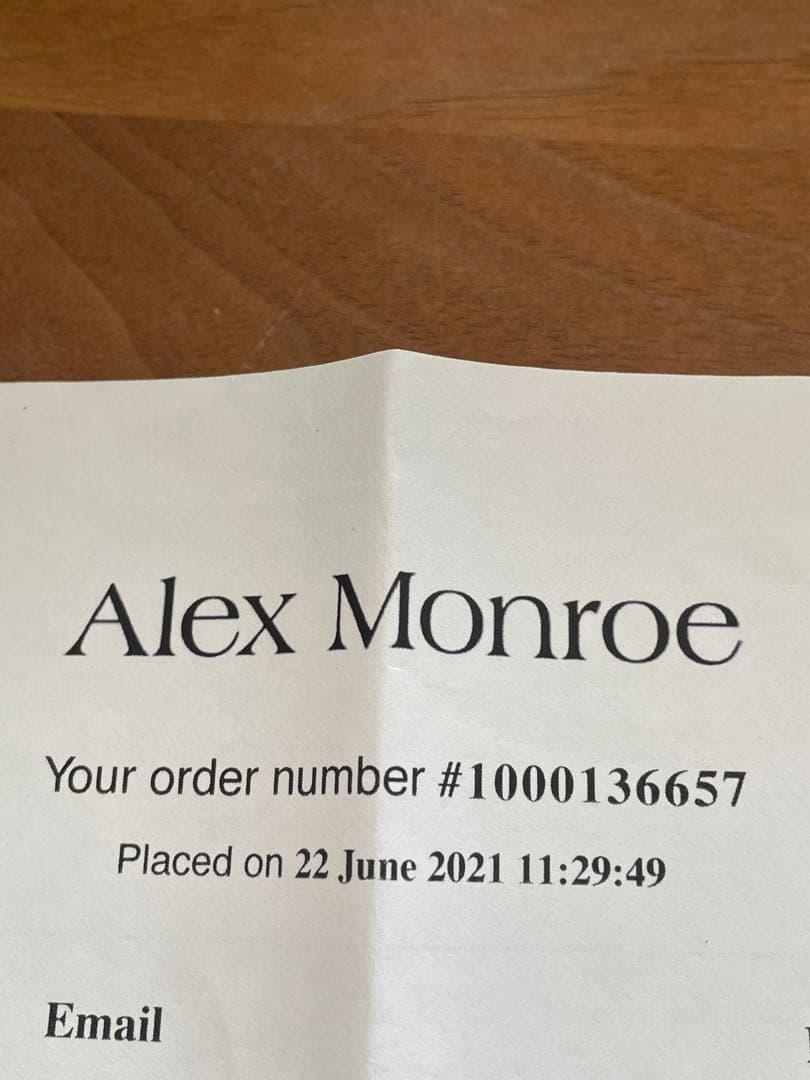 Alex Monroe
Your order number #1000136657
Placed on 22 June 2021 11:29:49
Email